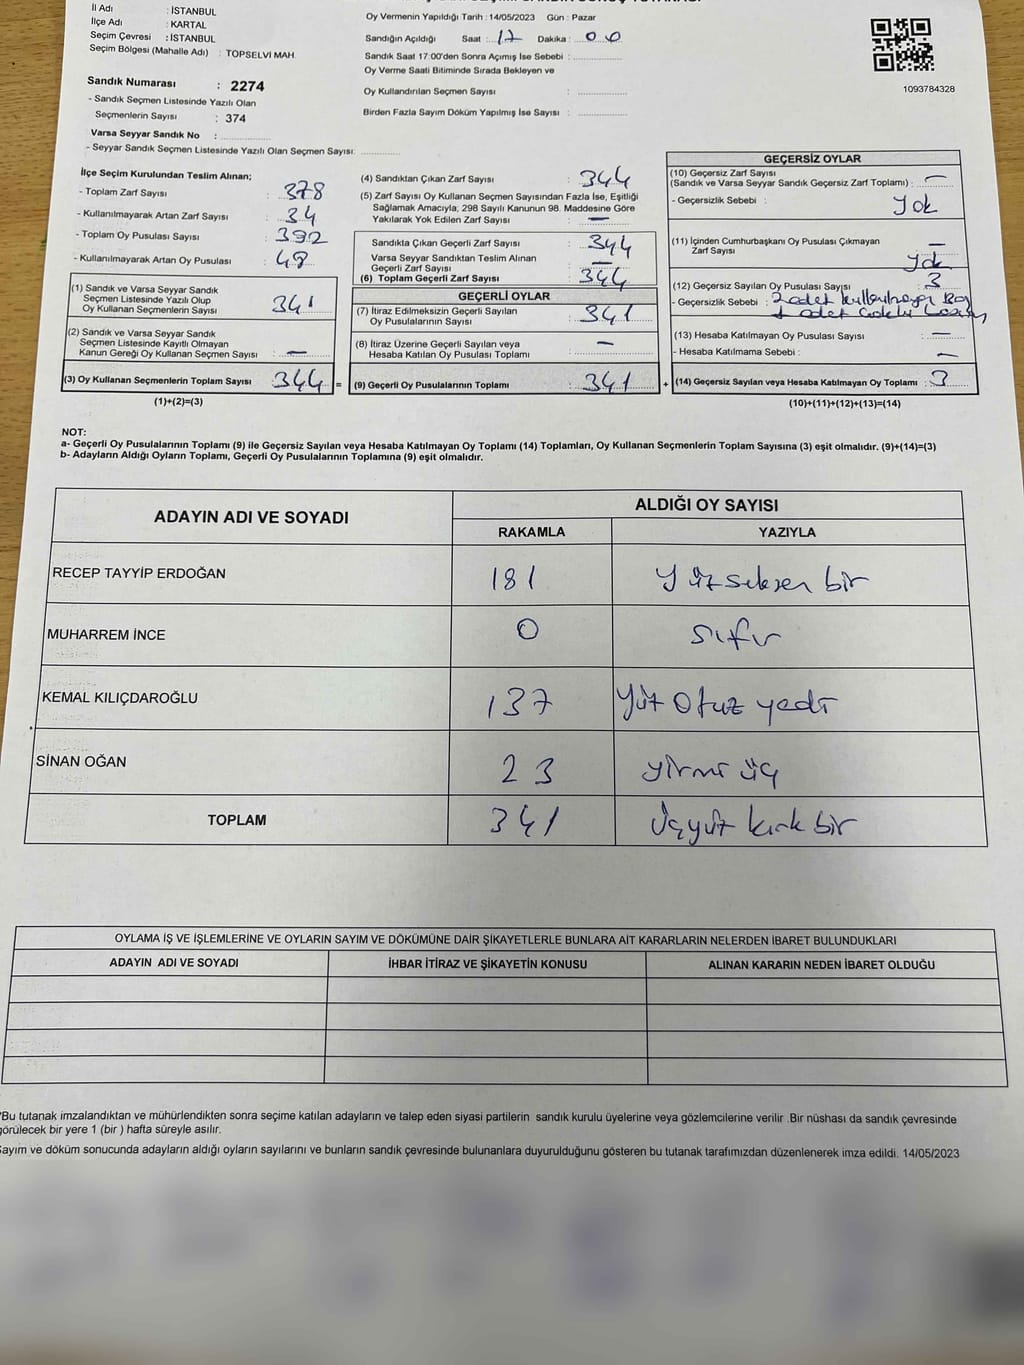 İl Adı : İSTANBUL
İlçe Adı : KARTAL
Seçim Çevresi : İSTANBUL
Seçim Bölgesi (Mahalle Adı) : TOPSELVİ MAH.
Sandık Numarası : 2274
- Sandık Seçmen Listesinde Yazılı Olan
Seçmenlerin Sayısı : 374
Varsa Seyyar Sandık No :
- Seyyar Sandık Seçmen Listesinde Yazılı Olan Seçmen Sayısı:
Oy Vermenin Yapıldığı Tarih : 14/05/2023 Gün : Pazar
Sandığın Açıldığı Saat : 17 Dakika : 00
Sandık Saat 17:00'den Sonra Açımış İse Sebebi :
Oy Verme Saati Bitiminde Sırada Bekleyen ve
Oy Kullandırılan Seçmen Sayısı :
Birden Fazla Sayım Döküm Yapılmış İse Sayısı :
1093784328
İlçe Seçim Kurulundan Teslim Alınan;
- Toplam Zarf Sayısı : 378
- Kullanılmayarak Artan Zarf Sayısı : 34
- Toplam Oy Pusulası Sayısı : 392
- Kullanılmayarak Artan Oy Pusulası : 48
(1) Sandık ve Varsa Seyyar Sandık
Seçmen Listesinde Yazılı Olup
Oy Kullanan Seçmenlerin Sayısı : 341
(2) Sandık ve Varsa Seyyar Sandık
Seçmen Listesinde Kayıtlı Olmayan
Kanun Gereği Oy Kullanan Seçmen Sayısı : —
(3) Oy Kullanan Seçmenlerin Toplam Sayısı 344 =
(1)+(2)=(3)
(4) Sandıktan Çıkan Zarf Sayısı : 344
(5) Zarf Sayısı Oy Kullanan Seçmen Sayısından Fazla İse, Eşitliği
Sağlamak Amacıyla; 298 Sayılı Kanunun 98. Maddesine Göre
Yakılarak Yok Edilen Zarf Sayısı : —
Sandıkta Çıkan Geçerli Zarf Sayısı : 344
Varsa Seyyar Sandıktan Teslim Alınan
Geçerli Zarf Sayısı : —
(6) Toplam Geçerli Zarf Sayısı : 344
GEÇERLİ OYLAR
(7) İtiraz Edilmeksizin Geçerli Sayılan
Oy Pusulalarının Sayısı : 341
(8) İtiraz Üzerine Geçerli Sayılan veya
Hesaba Katılan Oy Pusulası Toplamı : —
(9) Geçerli Oy Pusulalarının Toplamı : 341 +
GEÇERSİZ OYLAR
(10) Geçersiz Zarf Sayısı
(Sandık ve Varsa Seyyar Sandık Geçersiz Zarf Toplamı) : —
- Geçersizlik Sebebi : Yok
(11) İçinden Cumhurbaşkanı Oy Pusulası Çıkmayan
Zarf Sayısı —
Yok
(12) Geçersiz Sayılan Oy Pusulası Sayısı : 3
- Geçersizlik Sebebi : 2 adet
1 adet
(13) Hesaba Katılmayan Oy Pusulası Sayısı : —
- Hesaba Katılmama Sebebi : —
(14) Geçersiz Sayılan veya Hesaba Katılmayan Oy Toplamı : 3
(10)+(11)+(12)+(13)=(14)
NOT:
a- Geçerli Oy Pusulalarının Toplamı (9) ile Geçersiz Sayılan veya Hesaba Katılmayan Oy Toplamı (14) Toplamları, Oy Kullanan Seçmenlerin Toplam Sayısına (3) eşit olmalıdır. (9)+(14)=(3)
b- Adayların Aldığı Oyların Toplamı, Geçerli Oy Pusulalarının Toplamına (9) eşit olmalıdır.
ADAYIN ADI VE SOYADI ALDIĞI OY SAYISI
RAKAMLA YAZIYLA
RECEP TAYYİP ERDOĞAN 181 Yüzseksen bir
MUHARREM İNCE 0 sıfır
KEMAL KILIÇDAROĞLU 137 Yüz Otuz yedi
SİNAN OĞAN 23 yirmi üç
TOPLAM 341 Üçyüz kırk bir
OYLAMA İŞ VE İŞLEMLERİNE VE OYLARIN SAYIM VE DÖKÜMÜNE DAİR ŞİKAYETLERLE BUNLARA AİT KARARLARIN NELERDEN İBARET BULUNDUKLARI
ADAYIN ADI VE SOYADI İHBAR İTİRAZ VE ŞİKAYETİN KONUSU ALINAN KARARIN NEDEN İBARET OLDUĞU
*Bu tutanak imzalandıktan ve mühürlendikten sonra seçime katılan adayların ve talep eden siyasi partilerin sandık kurulu üyelerine veya gözlemcilerine verilir .Bir nüshası da sandık çevresinde
görülecek bir yere 1 (bir ) hafta süreyle asılır.
Sayım ve döküm sonucunda adayların aldığı oyların sayılarını ve bunların sandık çevresinde bulunanlara duyurulduğunu gösteren bu tutanak tarafımızdan düzenlenerek imza edildi. 14/05/2023